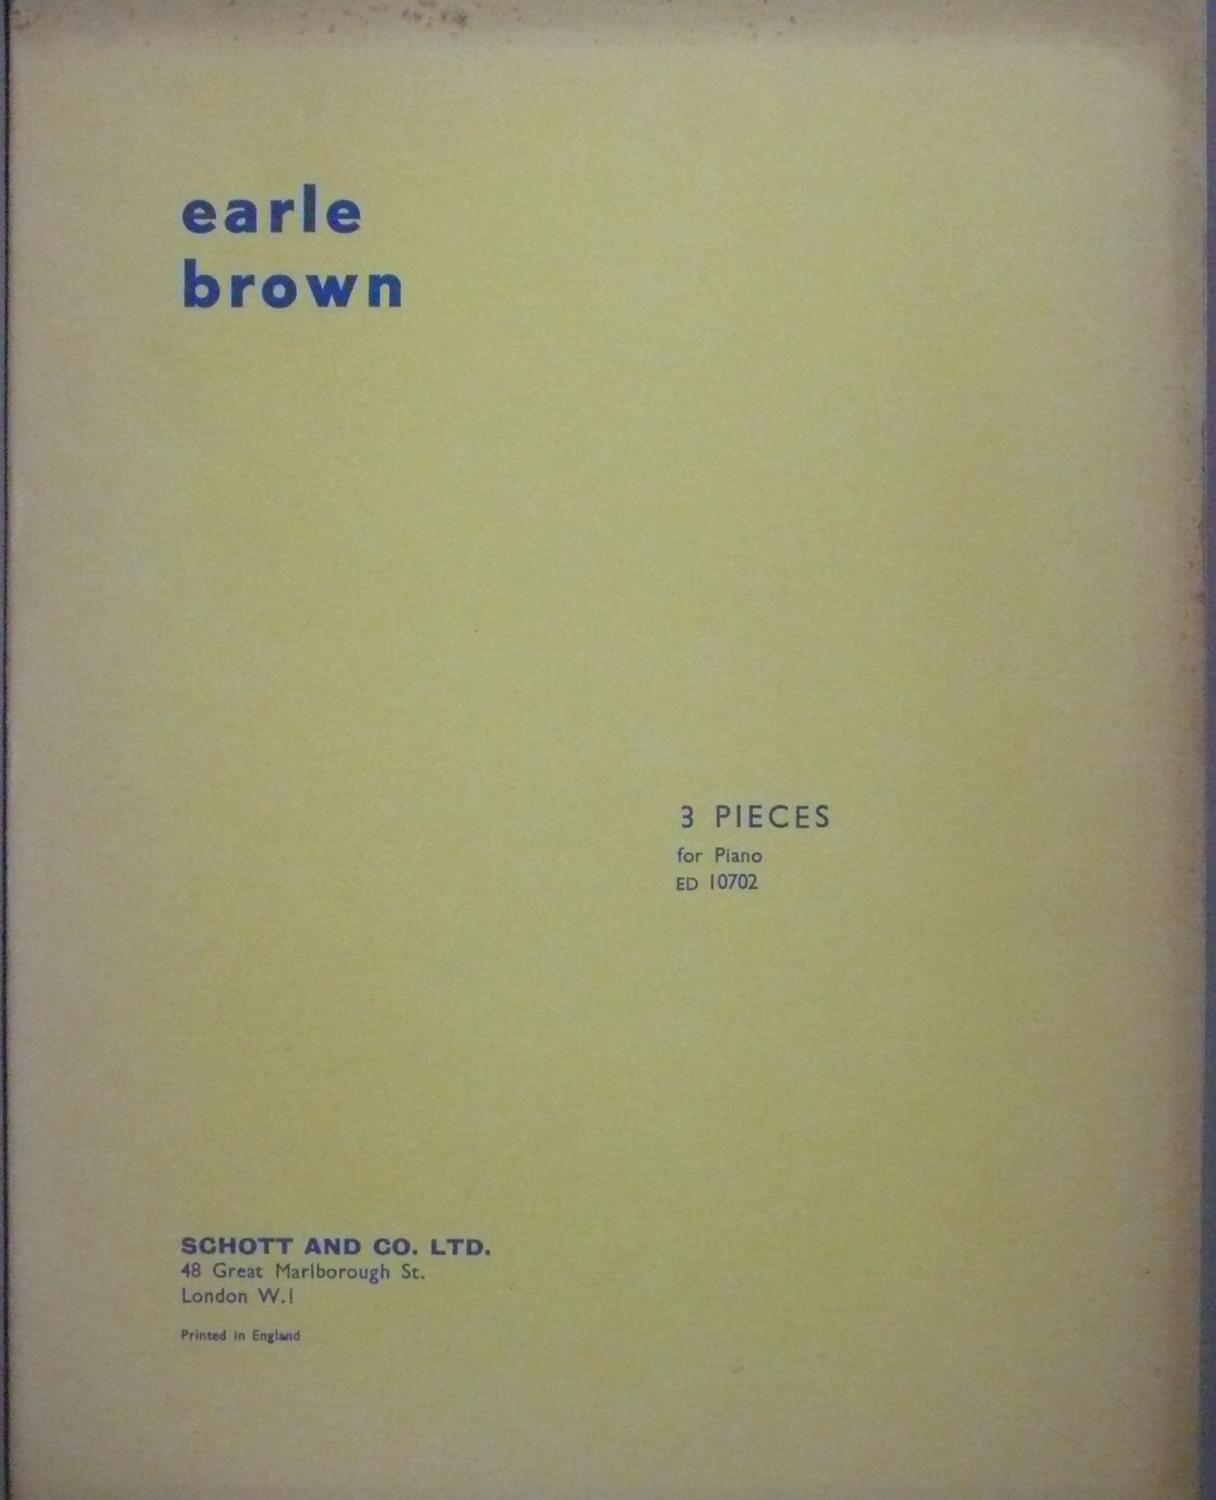 earle
brown
3 PIECES
for Piano
ED 10702
SCHOTT AND CO. LTD.
48 Great Marlborough St.
London W.1
Printed in England